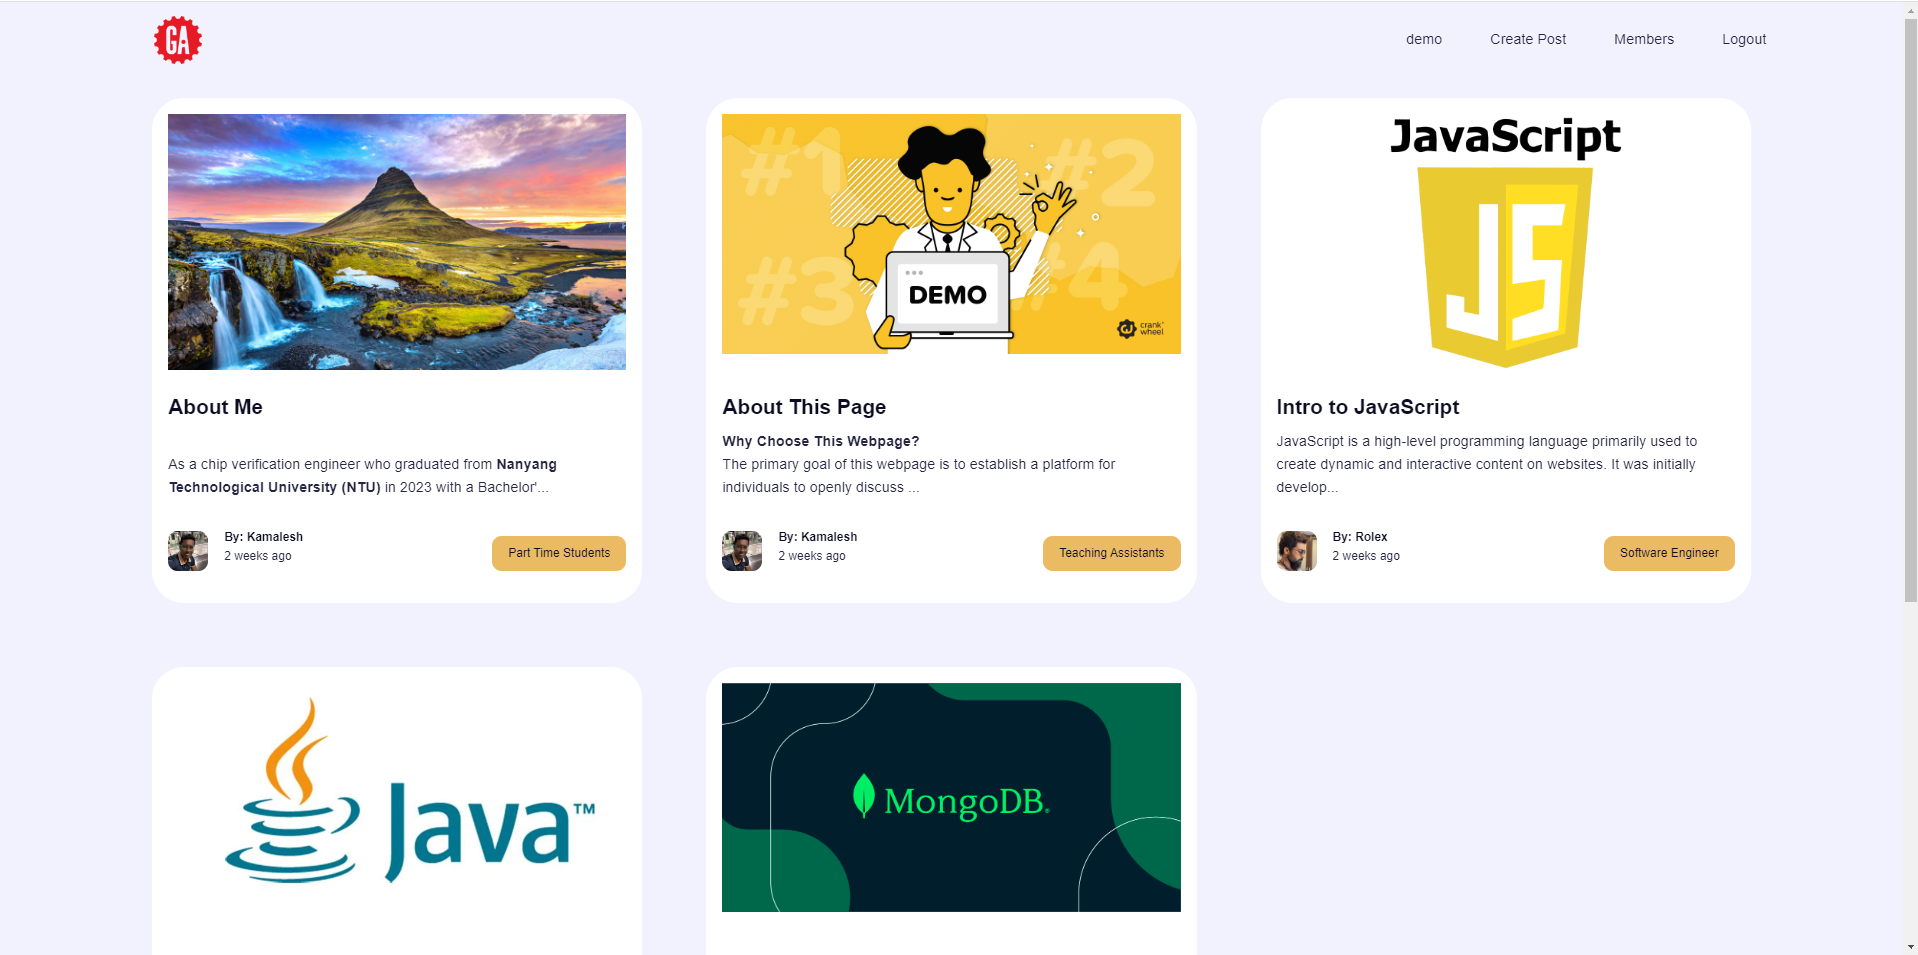 GA
demo
Create Post
Members
Logout
#1
#2
#3
#4
DEMO
crank
wheel
JavaScript
JS
About Me
As a chip verification engineer who graduated from Nanyang
Technological University (NTU) in 2023 with a Bachelor'...
By: Kamalesh
2 weeks ago
Part Time Students
About This Page
Why Choose This Webpage?
The primary goal of this webpage is to establish a platform for
individuals to openly discuss ...
By: Kamalesh
2 weeks ago
Teaching Assistants
Intro to JavaScript
JavaScript is a high-level programming language primarily used to
create dynamic and interactive content on websites. It was initially
develop...
By: Rolex
2 weeks ago
Software Engineer
Java™
MongoDB®